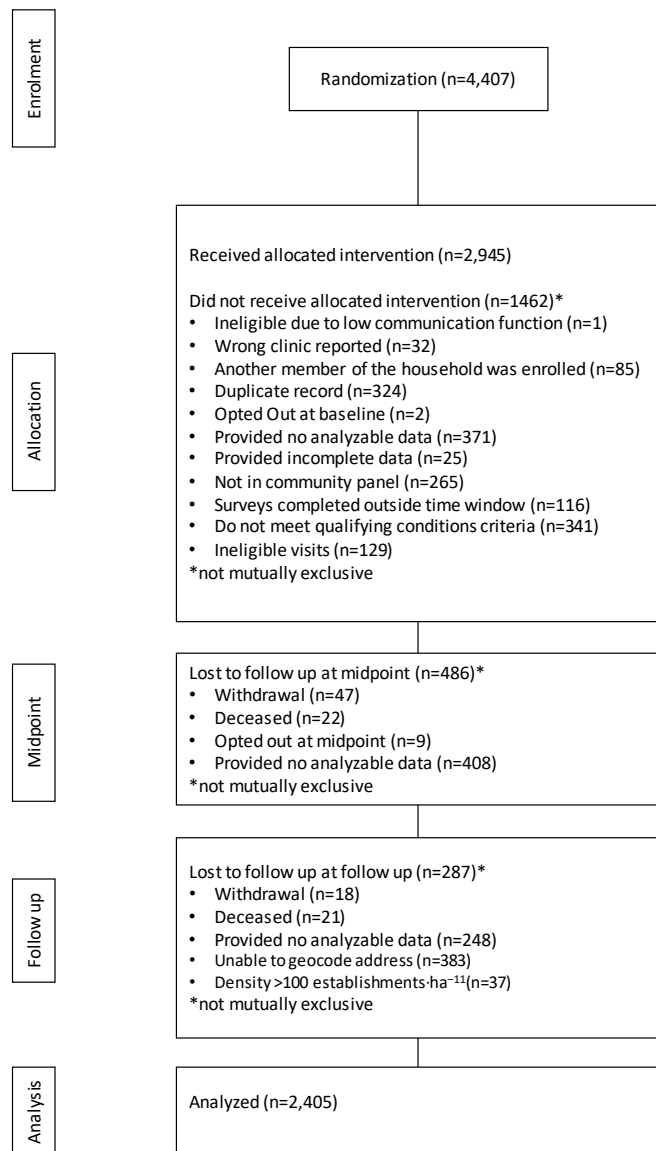 Enrolment
Randomization (n=4,407)
Allocation
Received allocated intervention (n=2,945)
Did not receive allocated intervention (n=1462)*
• Ineligible due to low communication function (n=1)
• Wrong clinic reported (n=32)
• Another member of the household was enrolled (n=85)
• Duplicate record (n=324)
• Opted Out at baseline (n=2)
• Provided no analyzable data (n=371)
• Provided incomplete data (n=25)
• Not in community panel (n=265)
• Surveys completed outside time window (n=116)
• Do not meet qualifying conditions criteria (n=341)
• Ineligible visits (n=129)
*not mutually exclusive
Midpoint
Lost to follow up at midpoint (n=486)*
• Withdrawal (n=47)
• Deceased (n=22)
• Opted out at midpoint (n=9)
• Provided no analyzable data (n=408)
*not mutually exclusive
Follow up
Lost to follow up at follow up (n=287)*
• Withdrawal (n=18)
• Deceased (n=21)
• Provided no analyzable data (n=248)
• Unable to geocode address (n=383)
• Density >100 establishments·ha⁻¹¹(n=37)
*not mutually exclusive
Analysis
Analyzed (n=2,405)